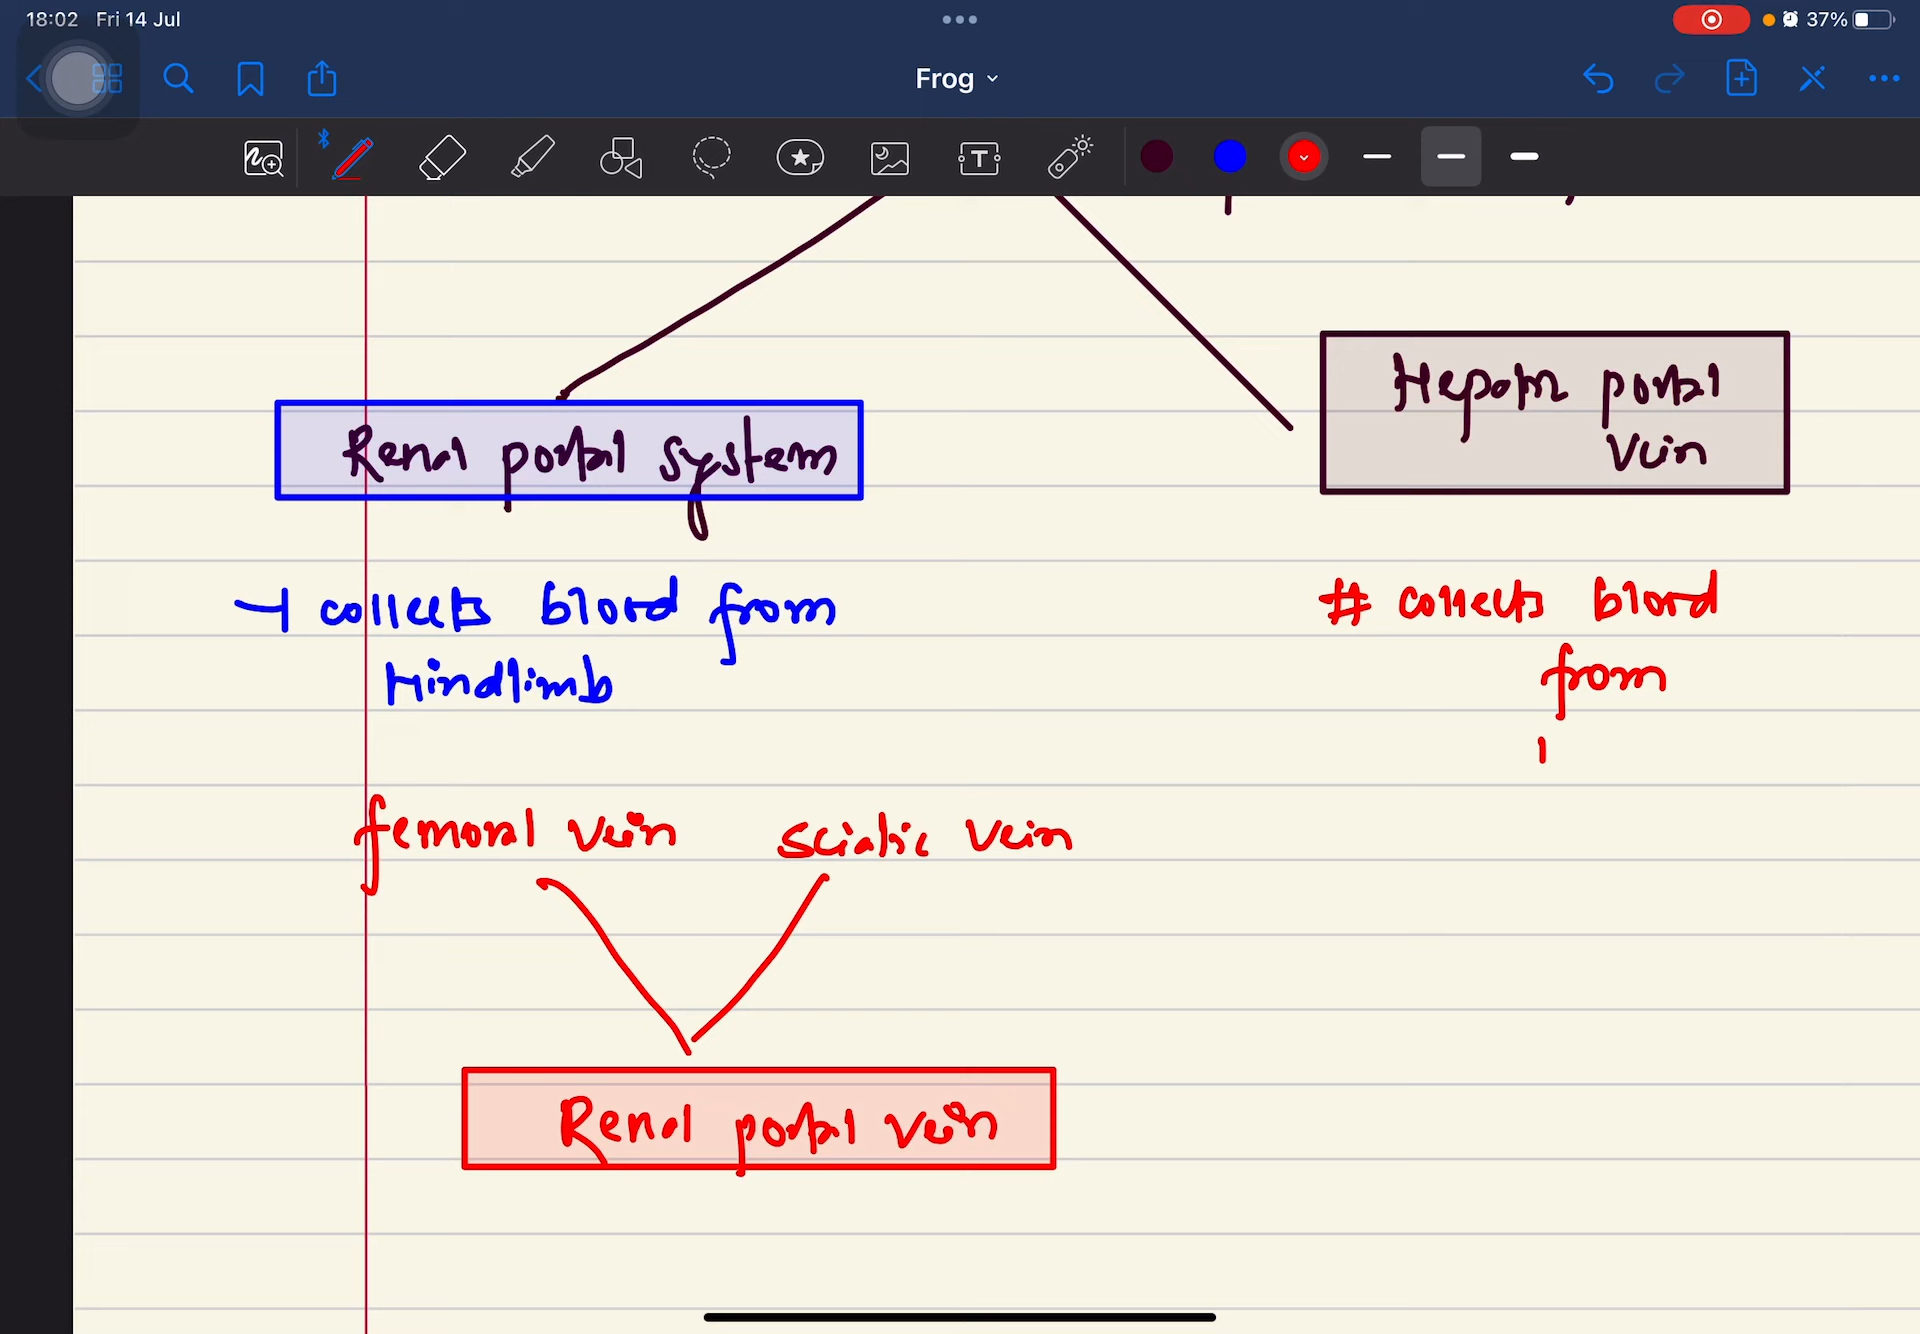 18:02 Fri 14 Jul
37%
Frog
T
Renal portal system
Hepatic portal
vein
collects blood from
Hindlimb
# collects blood
from
femoral vein sciatic vein
Renal portal vein